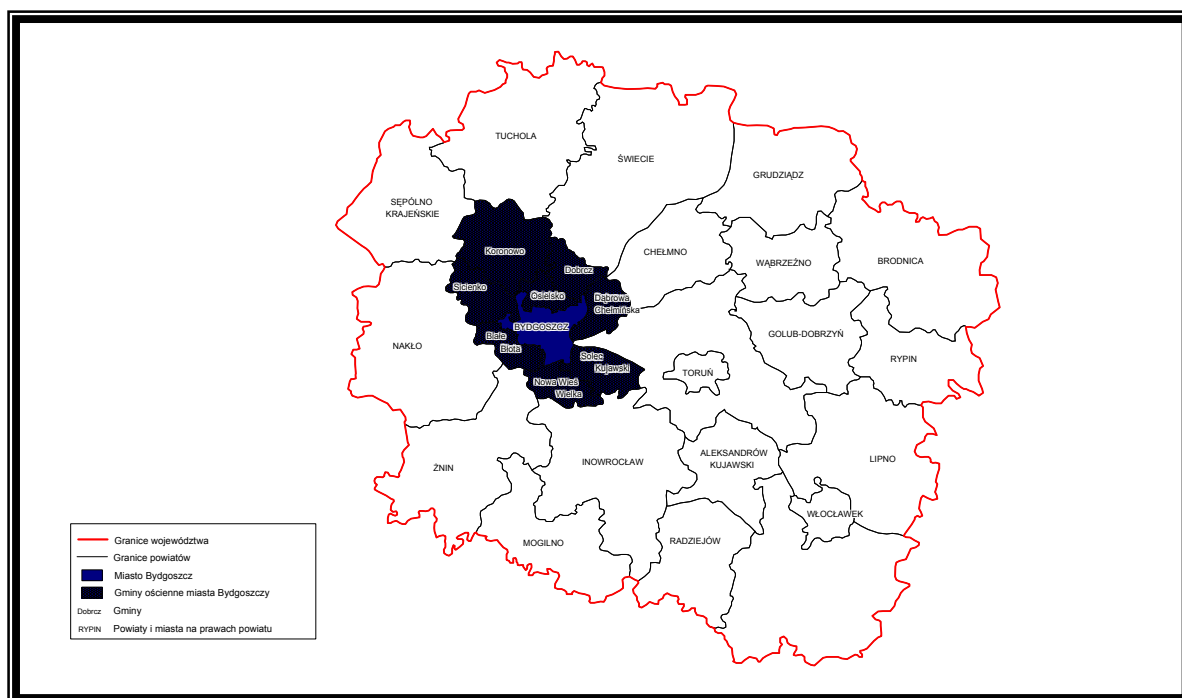 TUCHOLA
ŚWIECIE
GRUDZIĄDZ
SĘPÓLNO
KRAJEŃSKIE
CHEŁMNO
WĄBRZEŹNO
BRODNICA
Koronowo
Dobrcz
Sicienko
Osielsko
Dąbrowa
Chełmińska
BYDGOSZCZ
Białe
Błota
Solec
Kujawski
Nowa Wieś
Wielka
NAKŁO
GOLUB-DOBRZYŃ
RYPIN
TORUŃ
ŻNIN
INOWROCŁAW
ALEKSANDRÓW
KUJAWSKI
LIPNO
WŁOCŁAWEK
MOGILNO
RADZIEJÓW
Granice województwa
Granice powiatów
Miasto Bydgoszcz
Gminy ościenne miasta Bydgoszczy
Dobrcz Gminy
RYPIN Powiaty i miasta na prawach powiatu